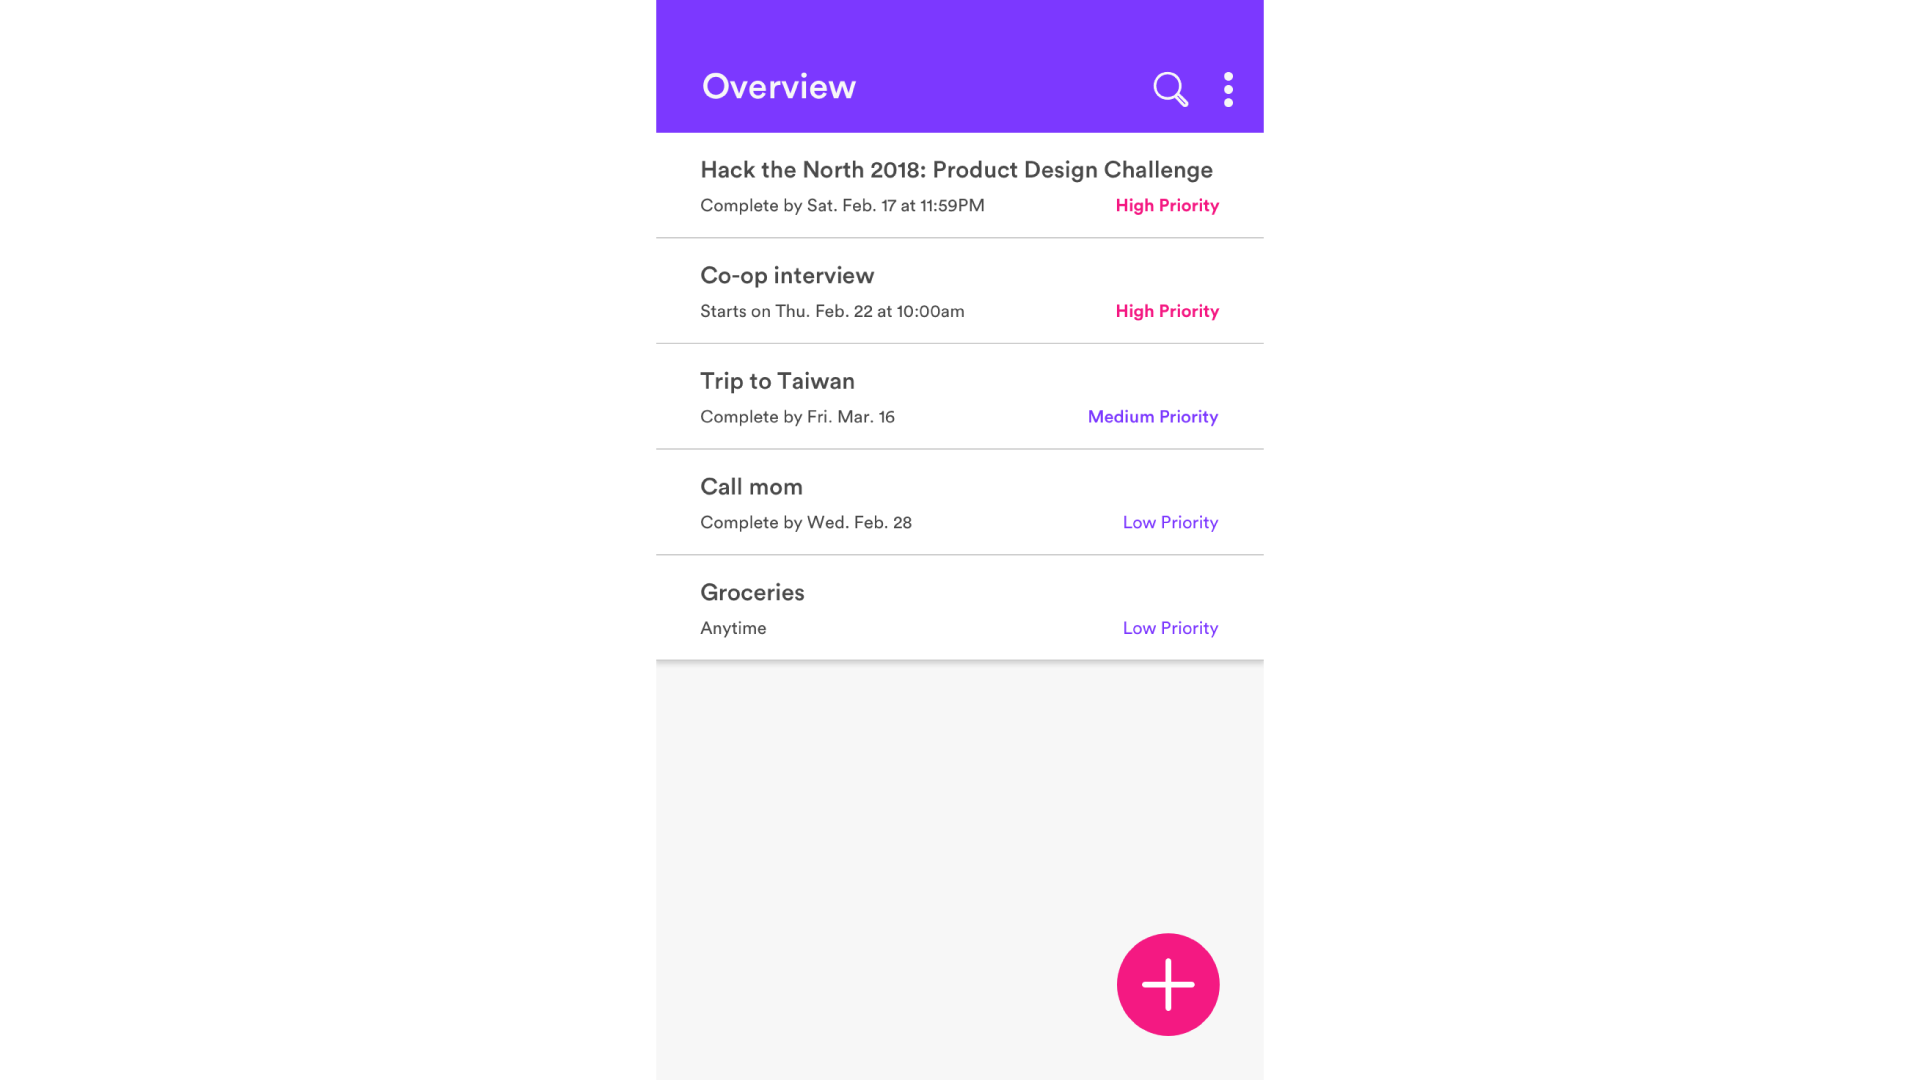 Overview
Hack the North 2018: Product Design Challenge
Complete by Sat. Feb. 17 at 11:59PM High Priority
Co-op interview
Starts on Thu. Feb. 22 at 10:00am High Priority
Trip to Taiwan
Complete by Fri. Mar. 16 Medium Priority
Call mom
Complete by Wed. Feb. 28 Low Priority
Groceries
Anytime Low Priority